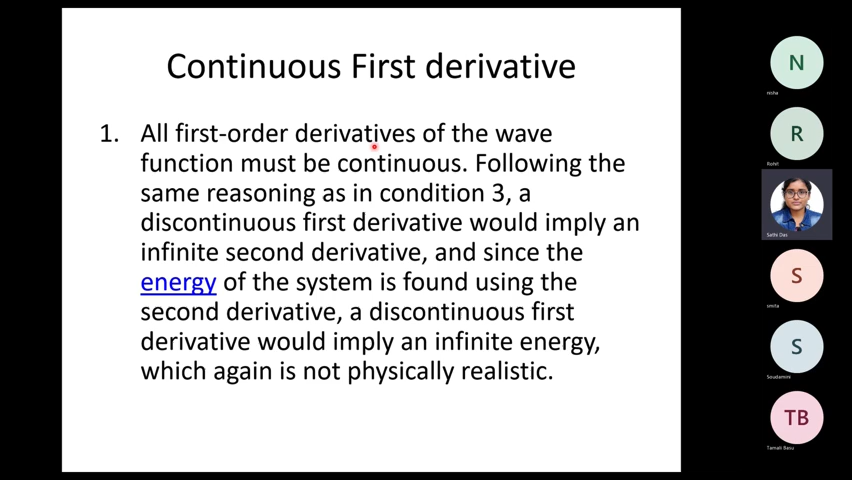 Continuous First derivative
1. All first-order derivatives of the wave
function must be continuous. Following the
same reasoning as in condition 3, a
discontinuous first derivative would imply an
infinite second derivative, and since the
energy of the system is found using the
second derivative, a discontinuous first
derivative would imply an infinite energy,
which again is not physically realistic.
N
nisha
R
Rohit
Sathi Das
S
smita
S
Soudamini
TB
Tamali Basu